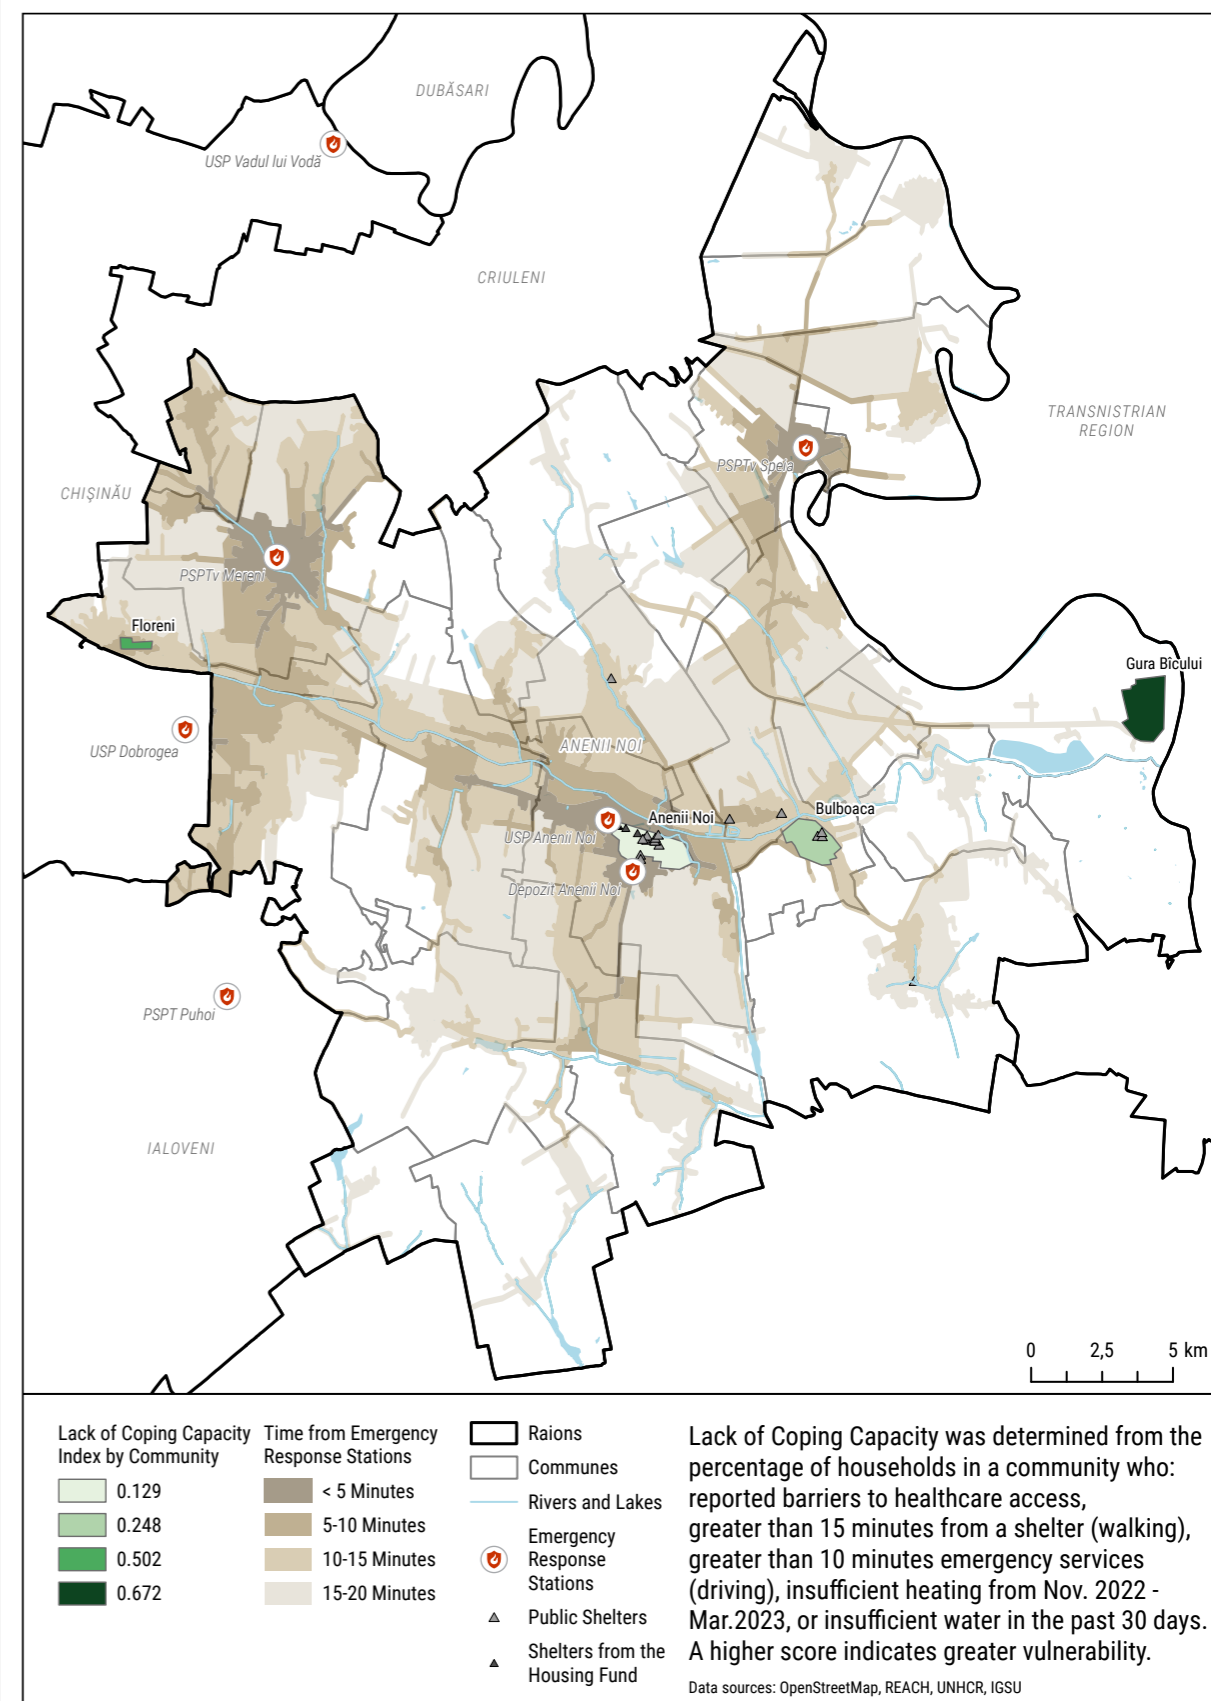 DUBĂSARI
USP Vadul lui Vodă
CRIULENI
TRANSNISTRIAN
REGION
PSPTv Speia
CHIŞINĂU
PSPTv Mereni
Floreni
Gura Bîcului
USP Dobrogea
ANENII NOI
Bulboaca
Anenii Noi
USP Anenii Noi
Depozit Anenii Noi
PSPT Puhoi
IALOVENI
0 2,5 5 km
Lack of Coping Capacity
Index by Community
0.129
0.248
0.502
0.672
Time from Emergency
Response Stations
< 5 Minutes
5-10 Minutes
10-15 Minutes
15-20 Minutes
Raions
Communes
Rivers and Lakes
Emergency
Response
Stations
Public Shelters
Shelters from the
Housing Fund
Lack of Coping Capacity was determined from the
percentage of households in a community who:
reported barriers to healthcare access,
greater than 15 minutes from a shelter (walking),
greater than 10 minutes emergency services
(driving), insufficient heating from Nov. 2022 -
Mar.2023, or insufficient water in the past 30 days.
A higher score indicates greater vulnerability.
Data sources: OpenStreetMap, REACH, UNHCR, IGSU